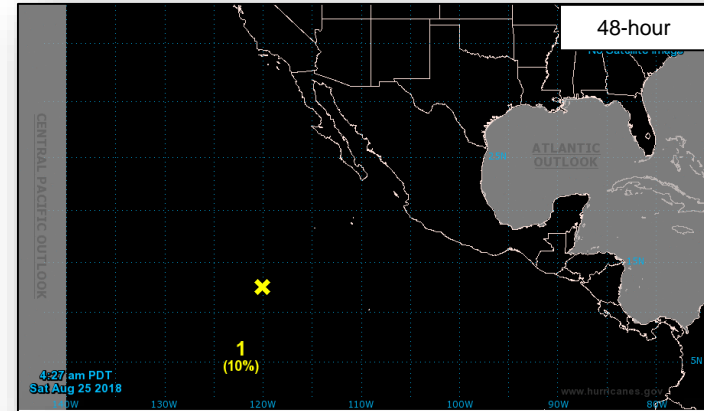 48-hour
No Satellite Image
CENTRAL PACIFIC OUTLOOK
ATLANTIC
OUTLOOK
1
(10%)
5N
4:27 am PDT
Sat Aug 25 2018
www.hurricanes.gov
130W
120W
110W
100W
90W
80W